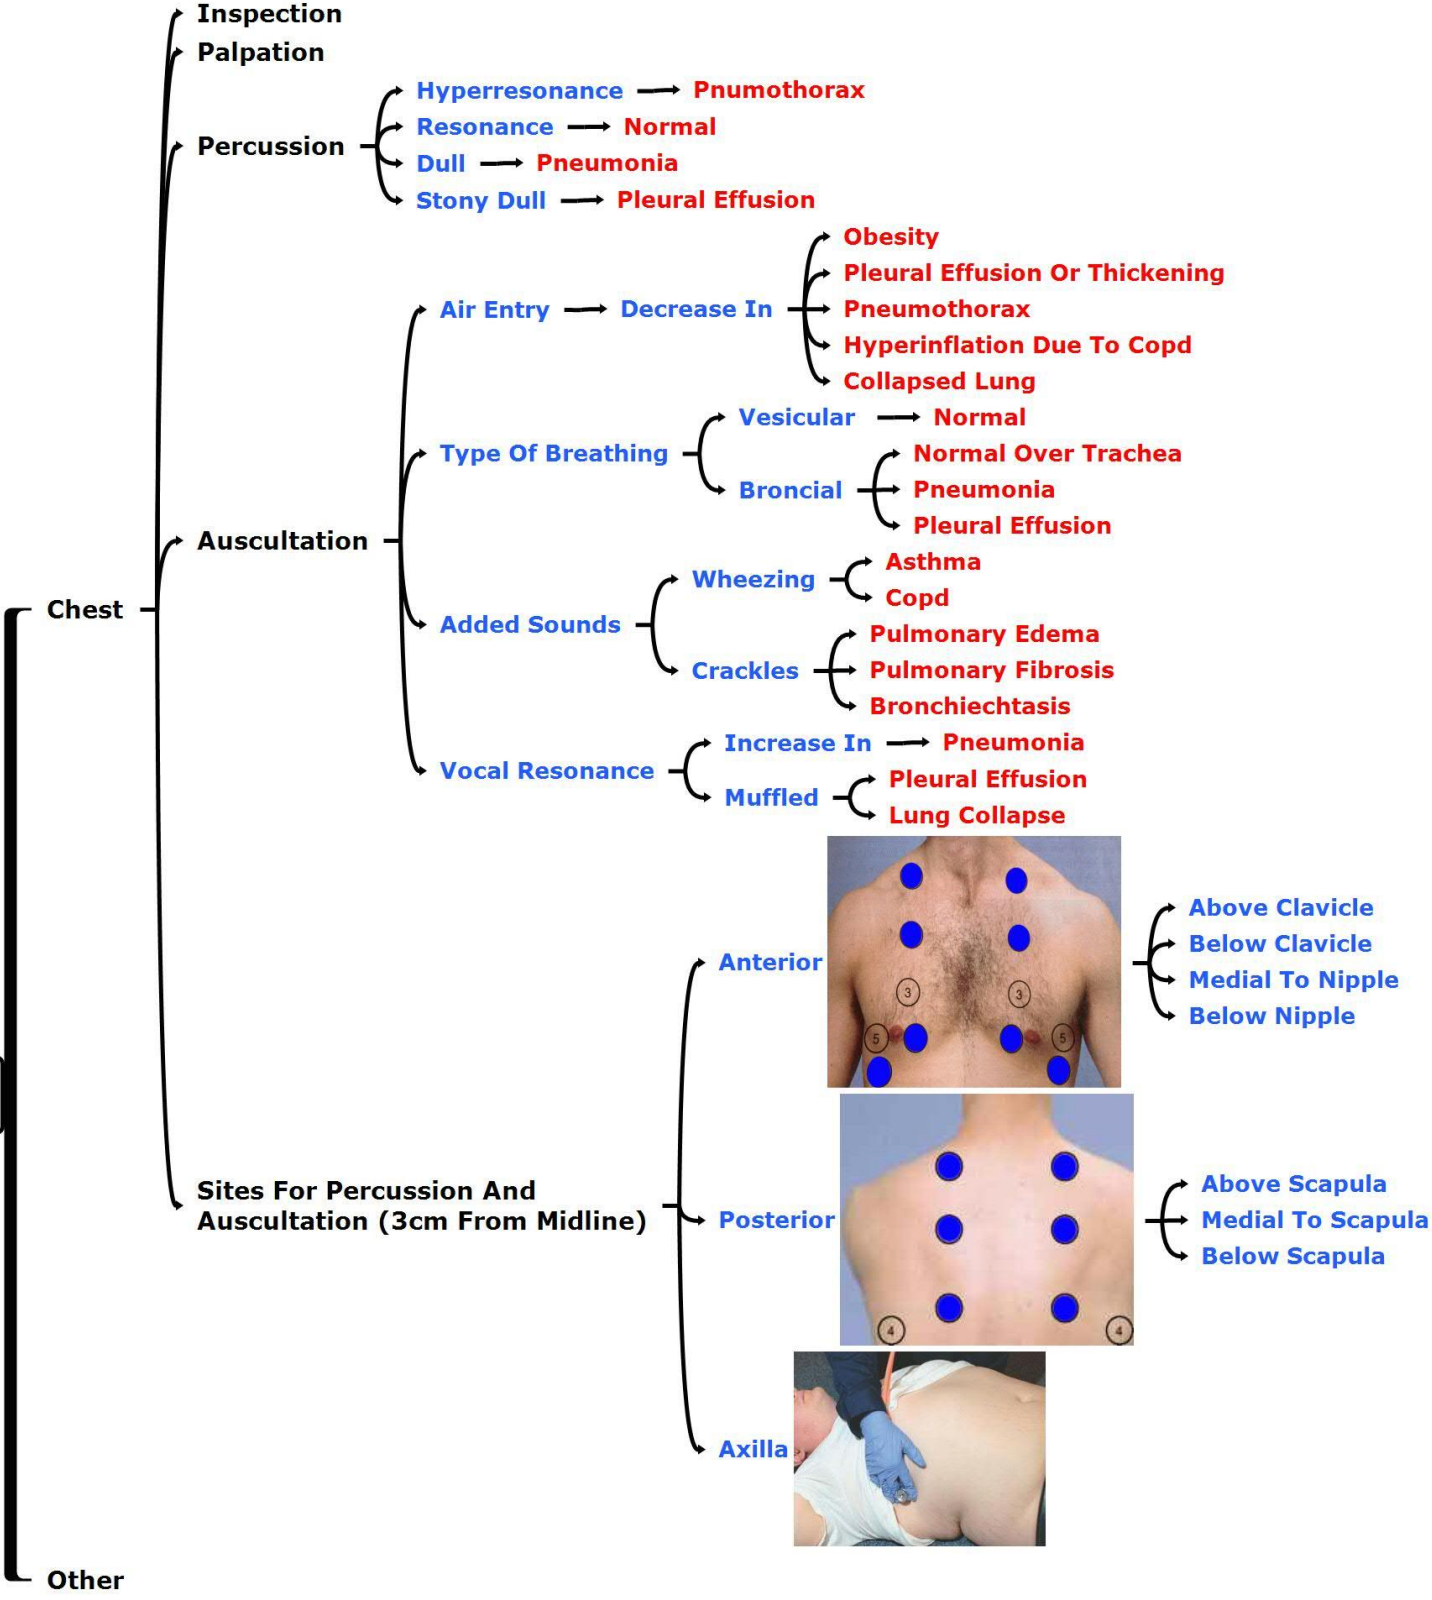 Inspection
Palpation
Percussion
Hyperresonance
Pnumothorax
Resonance
Normal
Dull
Pneumonia
Stony Dull
Pleural Effusion
Auscultation
Air Entry
Decrease In
Obesity
Pleural Effusion Or Thickening
Pneumothorax
Hyperinflation Due To Copd
Collapsed Lung
Type Of Breathing
Vesicular
Normal
Broncial
Normal Over Trachea
Pneumonia
Pleural Effusion
Added Sounds
Wheezing
Asthma
Copd
Crackles
Pulmonary Edema
Pulmonary Fibrosis
Bronchiechtasis
Vocal Resonance
Increase In
Pneumonia
Muffled
Pleural Effusion
Lung Collapse
Chest
Sites For Percussion And
Auscultation (3cm From Midline)
Anterior
3
3
5
5
Above Clavicle
Below Clavicle
Medial To Nipple
Below Nipple
Posterior
4
4
Above Scapula
Medial To Scapula
Below Scapula
Axilla
Other